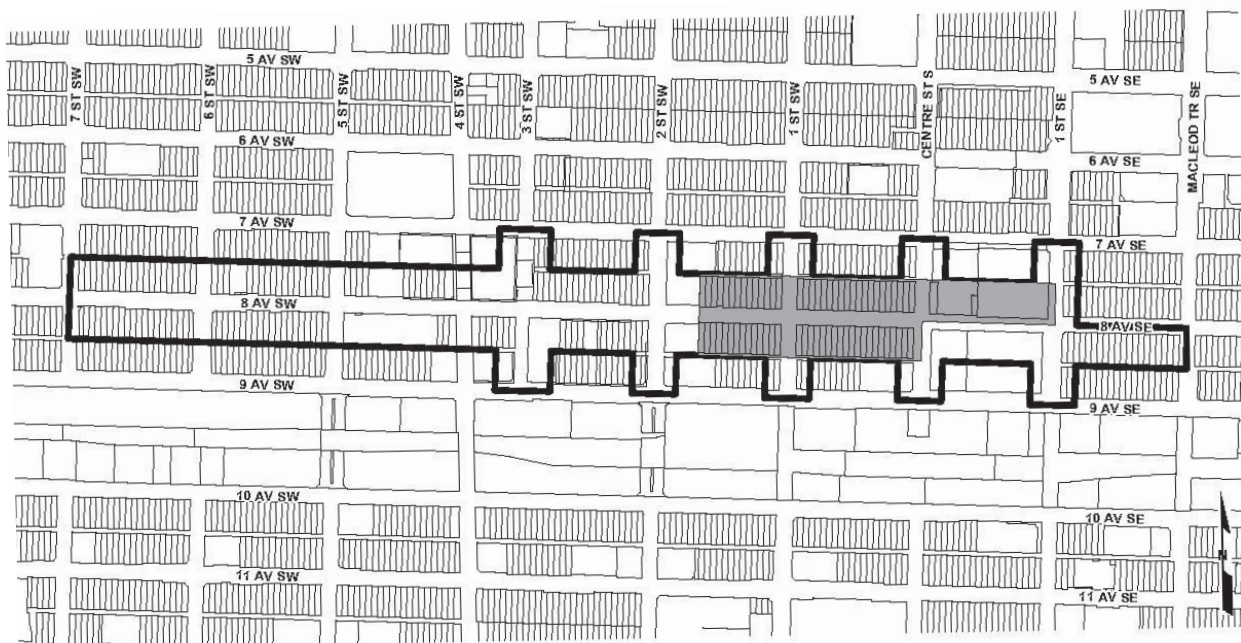 5 AV SW
5 AV SE
7 ST SW
6 ST SW
5 ST SW
4 ST SW
3 ST SW
2 ST SW
1 ST SW
CENTRE ST S
1 ST SE
MACLEOD TR SE
6 AV SW
6 AV SE
7 AV SW
7 AV SE
8 AV SW
8 AV SE
9 AV SW
9 AV SE
10 AV SW
10 AV SE
N
11 AV SW
11 AV SE